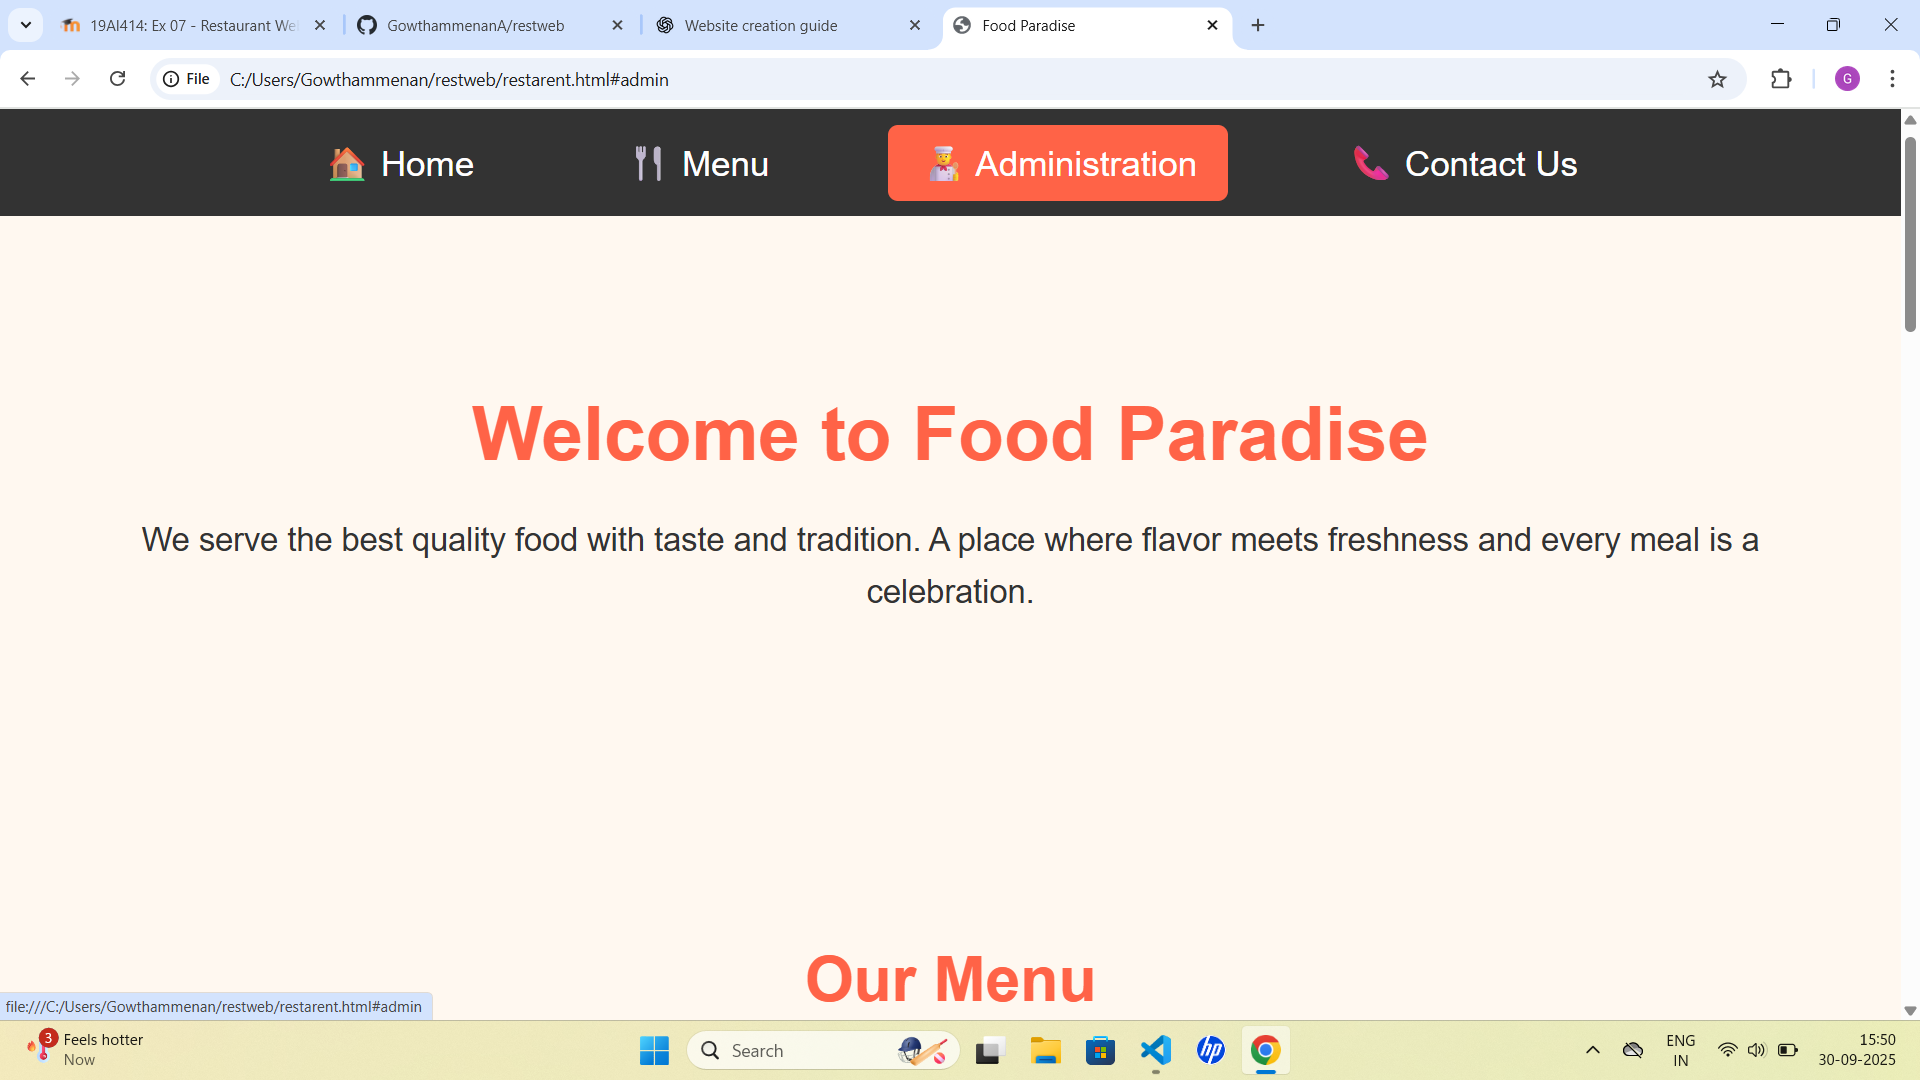 19AI414: Ex 07 - Restaurant We
GowthammenanA/restweb
Website creation guide
Food Paradise
File
C:/Users/Gowthammenan/restweb/restarent.html#admin
G
Home
Menu
Administration
Contact Us
Welcome to Food Paradise
We serve the best quality food with taste and tradition. A place where flavor meets freshness and every meal is a
celebration.
Our Menu
file:///C:/Users/Gowthammenan/restweb/restarent.html#admin
3
Feels hotter
Now
Search
hp
ENG
IN
15:50
30-09-2025